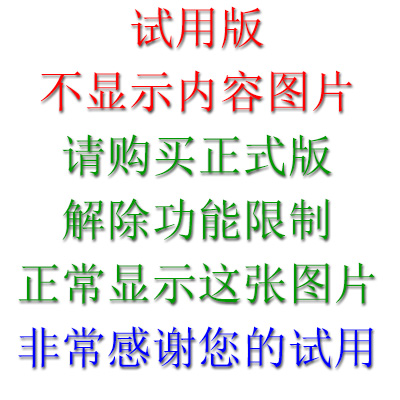 试用版
不显示内容图片
请购买正式版
解除功能限制
正常显示这张图片
非常感谢您的试用